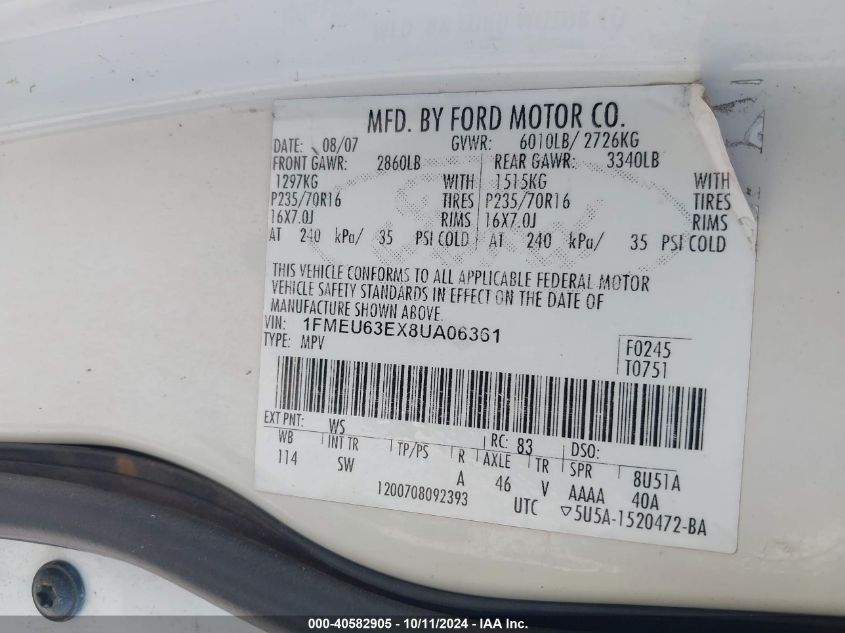 MFD. BY FORD MOTOR CO.
DATE: 08/07 GVWR: 6010LB/ 2726KG
FRONT GAWR: 2860LB REAR GAWR: 3340LB
1297KG WITH 1515KG WITH
P235/70R16 TIRES P235/70R16 TIRES
16X7.0J RIMS 16X7.0J RIMS
AT 240 kPa/ 35 PSI COLD AT 240 kPa/ 35 PSI COLD
THIS VEHICLE CONFORMS TO ALL APPLICABLE FEDERAL MOTOR
VEHICLE SAFETY STANDARDS IN EFFECT ON THE DATE OF
MANUFACTURE SHOWN ABOVE.
VIN: 1FMEU63EX8UA06361
TYPE: MPV
F0245
T0751
EXT PNT: WS RC: 83 DSO:
WB INT TR TP/PS R AXLE TR SPR 8U51A
114 SW A 46 V AAAA 40A
1200708092393 UTC ▽5U5A-1520472-BA
000-40582905 - 10/11/2024 - IAA Inc.